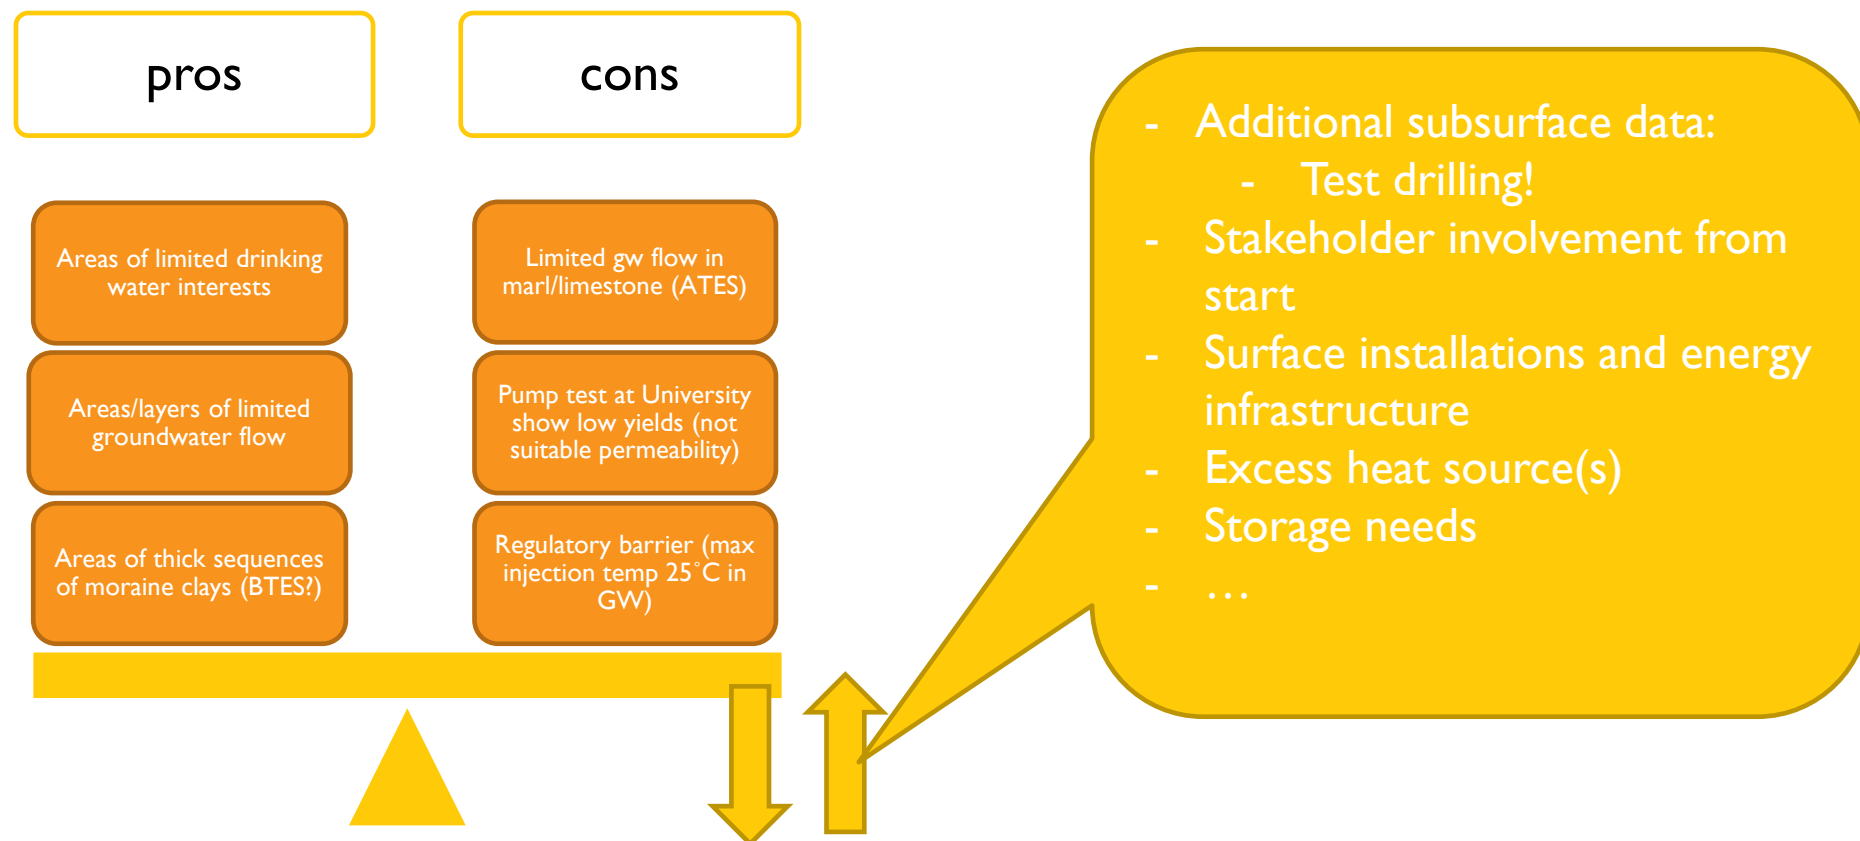 pros
cons
Areas of limited drinking
water interests
Areas/layers of limited
groundwater flow
Areas of thick sequences
of moraine clays (BTES?)
Limited gw flow in
marl/limestone (ATES)
Pump test at University
show low yields (not
suitable permeability)
Regulatory barrier (max
injection temp 25°C in
GW)
- Additional subsurface data:
- Test drilling!
- Stakeholder involvement from
start
- Surface installations and energy
infrastructure
- Excess heat source(s)
- Storage needs
- …